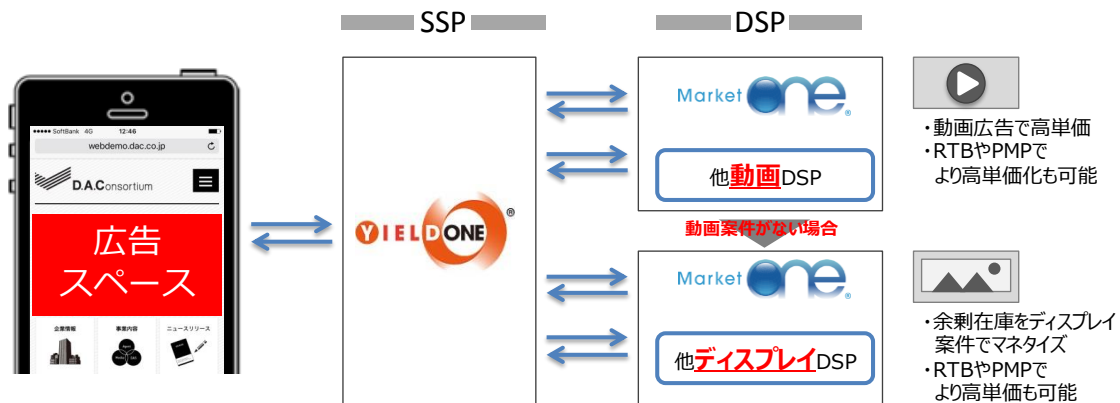 SSP
DSP
SoftBank 4G 12:46
webdemo.dac.co.jp
D.A.Consortium
広告
スペース
企業情報
事業内容
ニュースリリース
YIELDONE®
Market One®
他動画DSP
動画案件がない場合
Market One®
他ディスプレイDSP
・動画広告で高単価
・RTBやPMPで
より高単価化も可能
・余剰在庫をディスプレイ
案件でマネタイズ
・RTBやPMPで
より高単価も可能